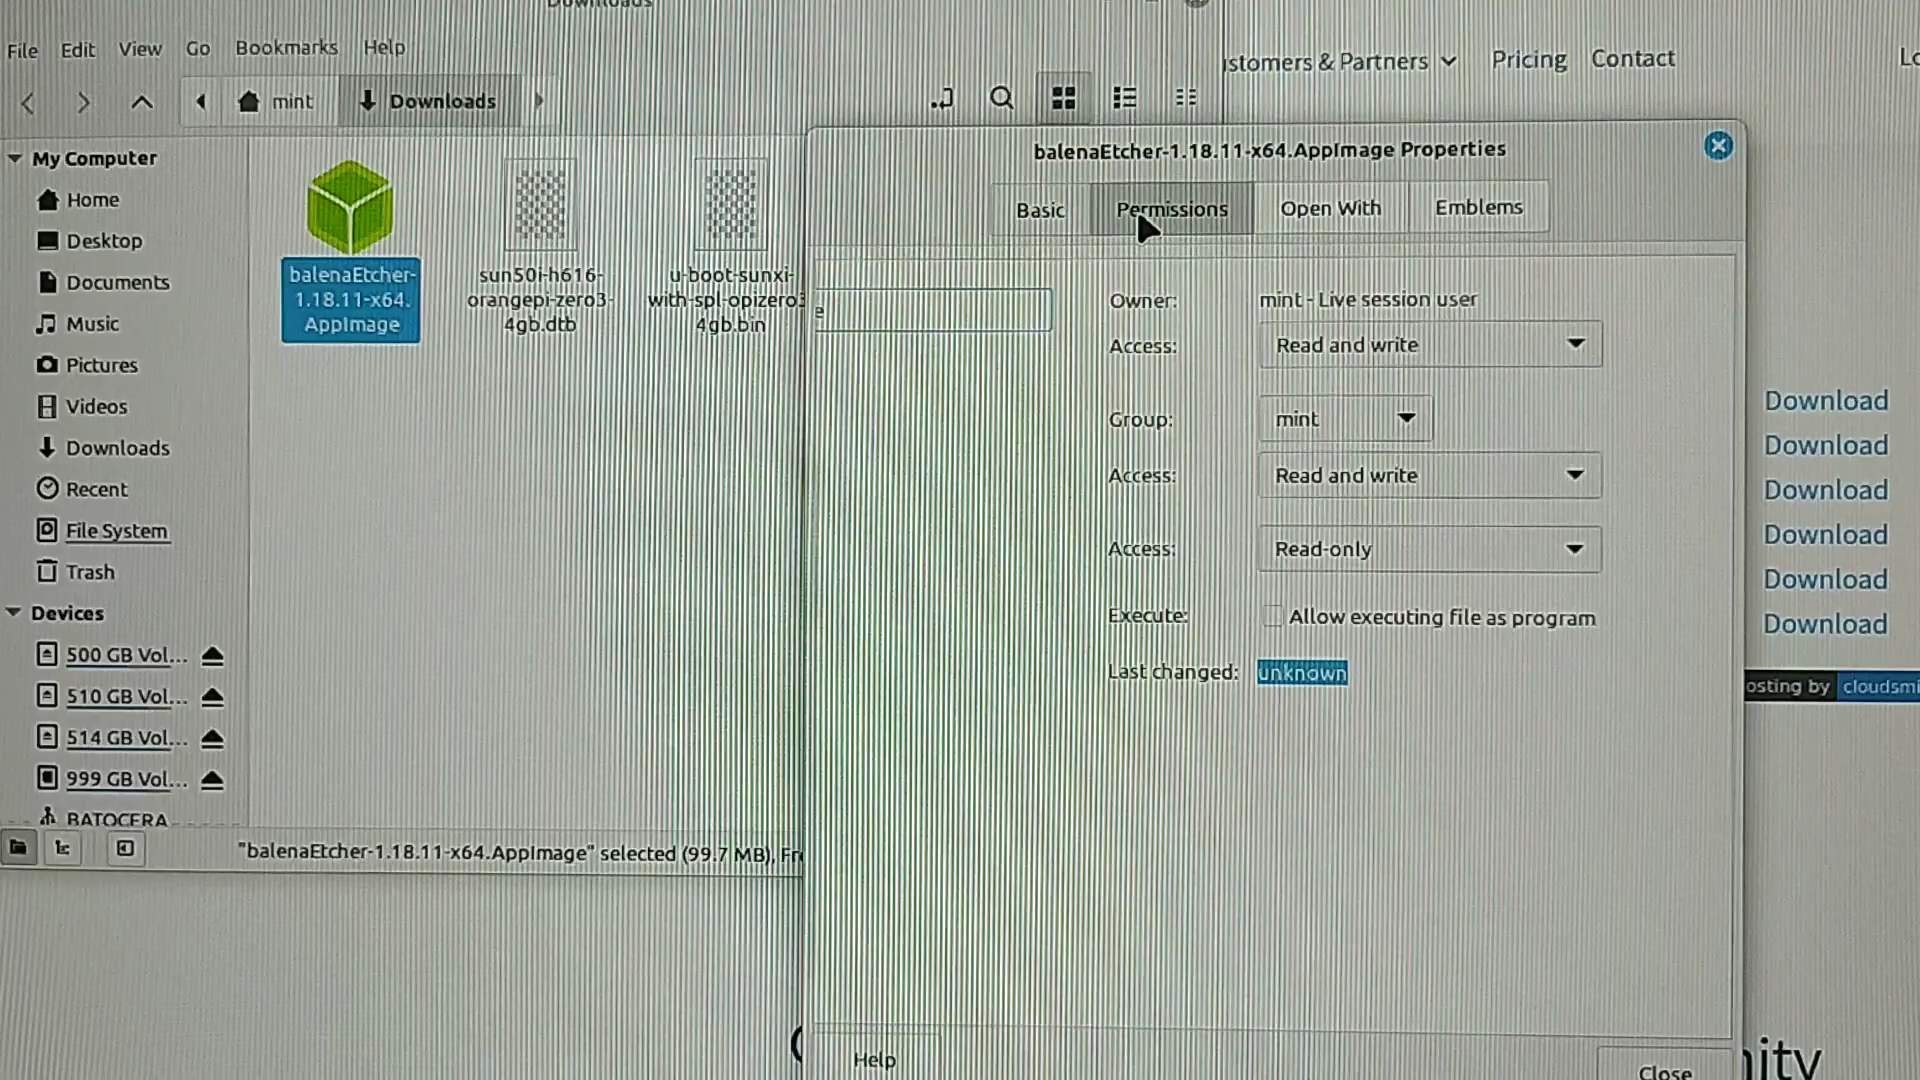 File Edit View Go Bookmarks Help
mint Downloads
My Computer
Home
Desktop
Documents
Music
Pictures
Videos
Downloads
Recent
File System
Trash
Devices
500 GB Vol...
510 GB Vol...
514 GB Vol...
999 GB Vol...
BATOCERA
balenaEtcher-
1.18.11-x64.
AppImage
sun50i-h616-
orangepi-zero3-
4gb.dtb
u-boot-sunxi-
with-spl-opizero3
4gb.bin
"balenaEtcher-1.18.11-x64.AppImage" selected (99.7 MB), Fr
balenaEtcher-1.18.11-x64.AppImage Properties
Basic Permissions Open With Emblems
e
Owner: mint - Live session user
Access: Read and write
Group: mint
Access: Read and write
Access: Read-only
Execute: Allow executing file as program
Last changed: unknown
Help Close
stomers & Partners Pricing Contact Lo
Download
Download
Download
Download
Download
Download
osting by cloudsmi
nity